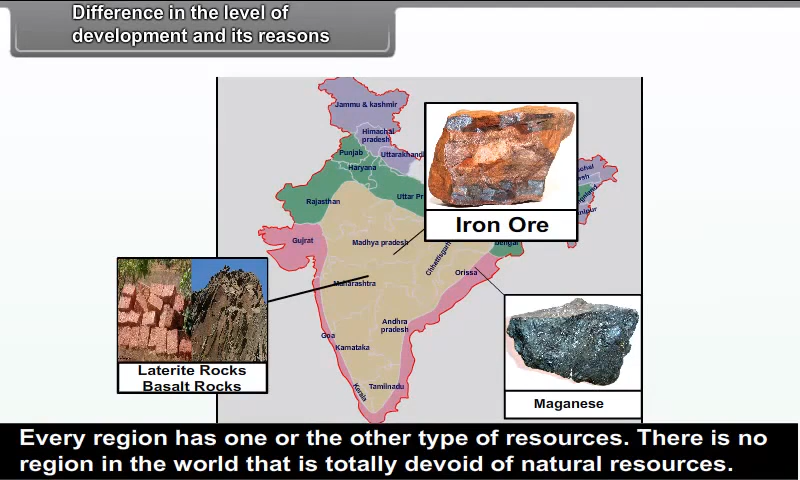 Difference in the level of
development and its reasons
Jammu & kashmir
Himachal
pradesh
Punjab
Uttarakhand
Haryana
Rajasthan
Uttar Pr
Iron Ore
Gujrat
Madhya pradesh
Chhattisgarh
Orissa
Maharashtra
Andhra
pradesh
Goa
Karnataka
Kerala
Tamilnadu
Laterite Rocks
Basalt Rocks
Maganese
Every region has one or the other type of resources. There is no
region in the world that is totally devoid of natural resources.